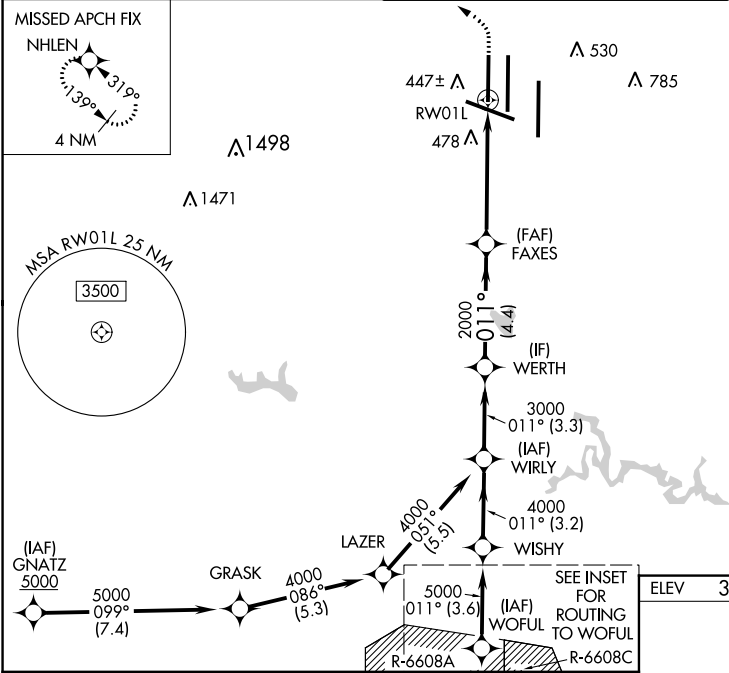 MISSED APCH FIX
NHLEN
319°
139°
4 NM
530
785
447±
RW01L
478
1498
1471
MSA RW01L 25 NM
3500
(FAF)
FAXES
2000
011°
(4.4)
(IF)
WERTH
3000
011° (3.3)
(IAF)
WIRLY
4000
011° (3.2)
WISHY
4000
051°
(5.5)
LAZER
(IAF)
GNATZ
5000
5000
099°
(7.4)
GRASK
4000
086°
(5.3)
5000
011° (3.6)
(IAF)
WOFUL
SEE INSET
FOR
ROUTING
TO WOFUL
R-6608A
R-6608C
ELEV 3